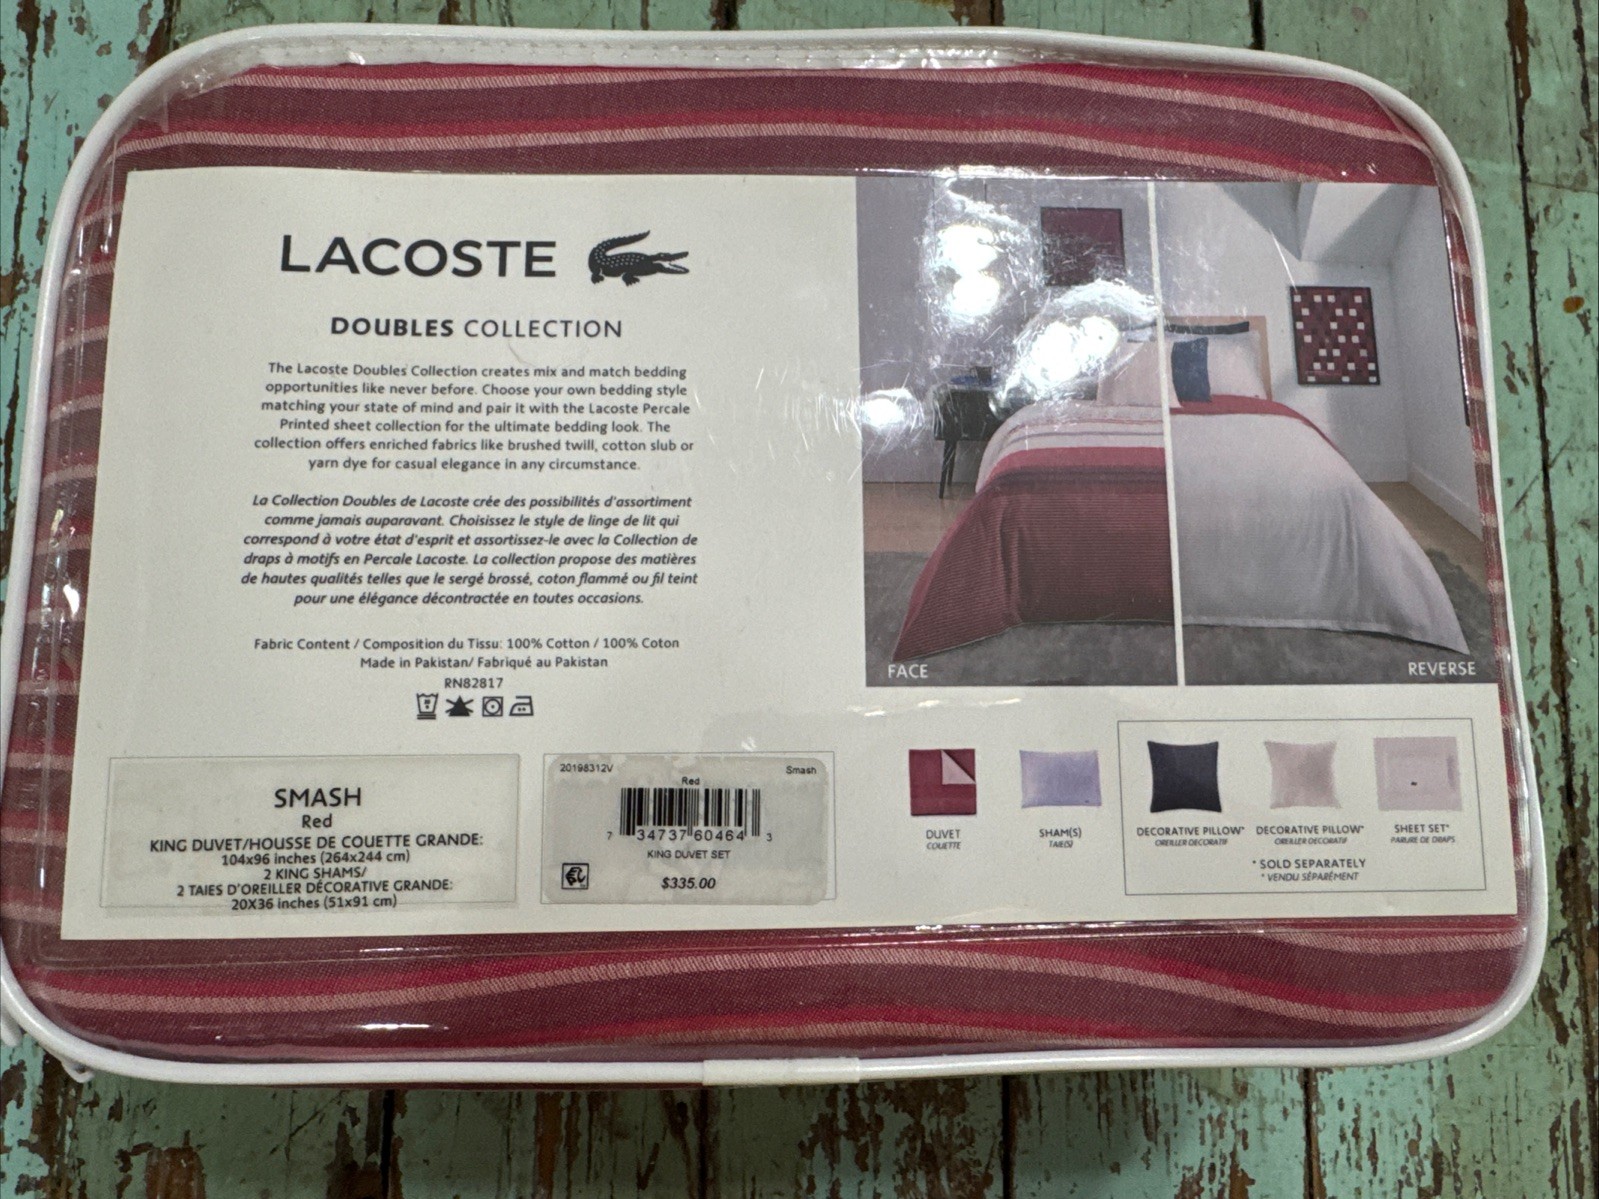 LACOSTE
DOUBLES COLLECTION
The Lacoste Doubles Collection creates mix and match bedding
opportunities like never before. Choose your own bedding style
matching your state of mind and pair it with the Lacoste Percale
Printed sheet collection for the ultimate bedding look. The
collection offers enriched fabrics like brushed twill, cotton slub or
yarn dye for casual elegance in any circumstance.
La Collection Doubles de Lacoste crée des possibilités d'assortiment
comme jamais auparavant. Choisissez le style de linge de lit qui
correspond à votre état d'esprit et assortissez-le avec la Collection de
draps à motifs en Percale Lacoste. La collection propose des matières
de hautes qualités telles que le sergé brossé, coton flammé ou fil teint
pour une élégance décontractée en toutes occasions.
Fabric Content / Composition du Tissu: 100% Cotton / 100% Coton
Made in Pakistan/ Fabriqué au Pakistan
RN82817
SMASH
Red
KING DUVET/HOUSSE DE COUETTE GRANDE:
104x96 inches (264x244 cm)
2 KING SHAMS/
2 TAIES D'OREILLER DÉCORATIVE GRANDE:
20X36 inches (51x91 cm)
20198312V Smash
Red
7 34737 60464 3
KING DUVET SET
$335.00
FACE
REVERSE
DUVET
COUETTE
SHAM(S)
TAIE(S)
DECORATIVE PILLOW*
OREILLER DECORATIF
DECORATIVE PILLOW*
OREILLER DECORATIF
SHEET SET*
PARURE DE DRAPS
* SOLD SEPARATELY
* VENDU SÉPARÉMENT